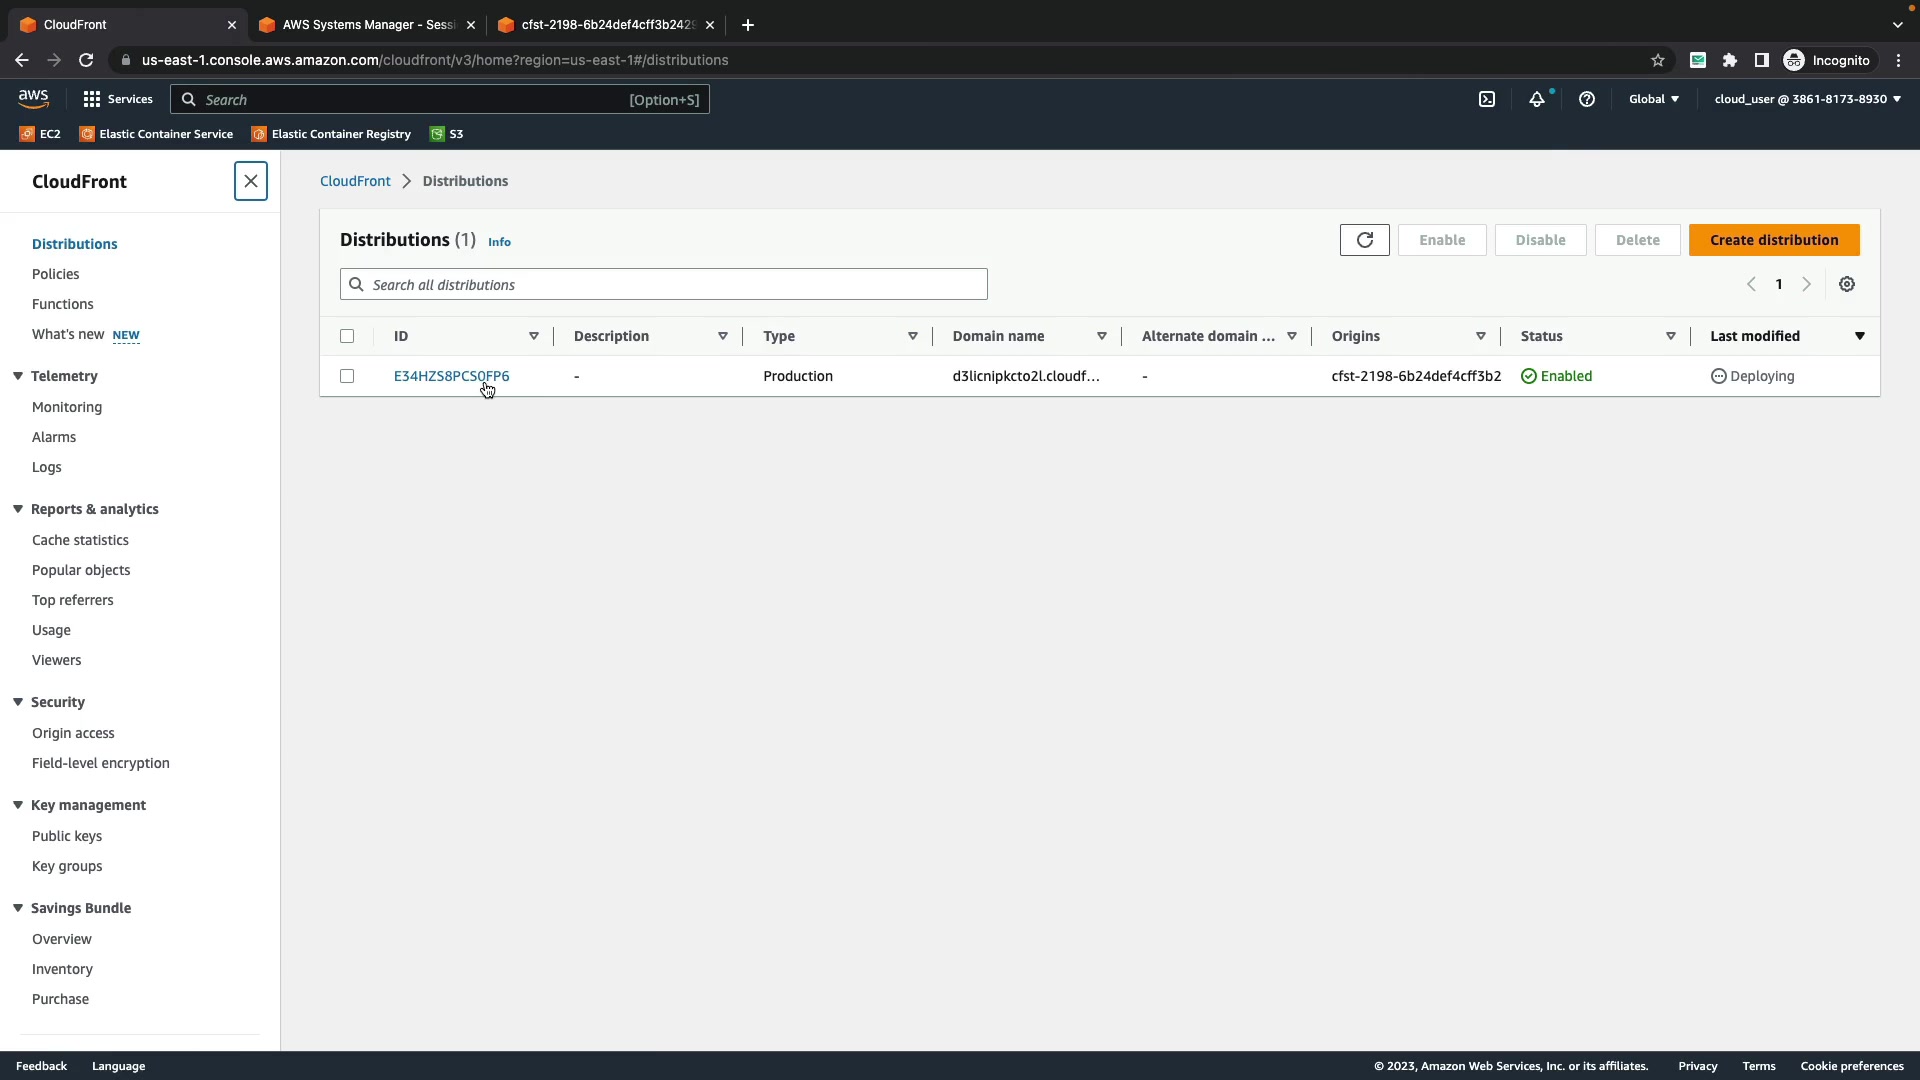 CloudFront
AWS Systems Manager - Sessi
cfst-2198-6b24def4cff3b2429
us-east-1.console.aws.amazon.com/cloudfront/v3/home?region=us-east-1#/distributions
Incognito
aws
Services
Search
[Option+S]
Global
cloud_user @ 3861-8173-8930
EC2
Elastic Container Service
Elastic Container Registry
S3
CloudFront
Distributions
Policies
Functions
What's new NEW
Telemetry
Monitoring
Alarms
Logs
Reports & analytics
Cache statistics
Popular objects
Top referrers
Usage
Viewers
Security
Origin access
Field-level encryption
Key management
Public keys
Key groups
Savings Bundle
Overview
Inventory
Purchase
CloudFront > Distributions
Distributions (1) Info
Enable
Disable
Delete
Create distribution
Search all distributions
1
ID Description Type Domain name Alternate domain ... Origins Status Last modified
E34HZS8PCS0FP6 - Production d3licnipkcto2l.cloudf... - cfst-2198-6b24def4cff3b2 Enabled Deploying
Feedback
Language
© 2023, Amazon Web Services, Inc. or its affiliates.
Privacy
Terms
Cookie preferences